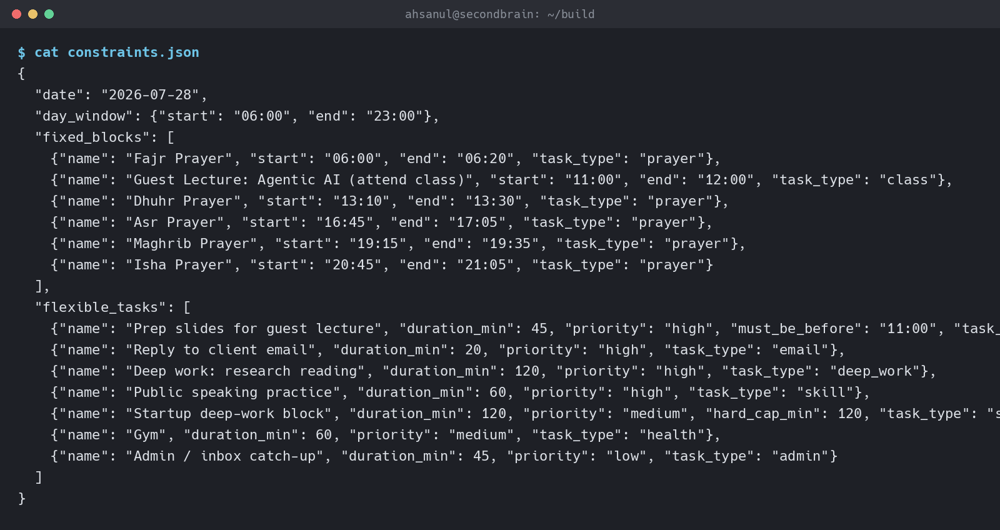 ahsanul@secondbrain: ~/build
$ cat constraints.json
{
  "date": "2026-07-28",
  "day_window": {"start": "06:00", "end": "23:00"},
  "fixed_blocks": [
    {"name": "Fajr Prayer", "start": "06:00", "end": "06:20", "task_type": "prayer"},
    {"name": "Guest Lecture: Agentic AI (attend class)", "start": "11:00", "end": "12:00", "task_type": "class"},
    {"name": "Dhuhr Prayer", "start": "13:10", "end": "13:30", "task_type": "prayer"},
    {"name": "Asr Prayer", "start": "16:45", "end": "17:05", "task_type": "prayer"},
    {"name": "Maghrib Prayer", "start": "19:15", "end": "19:35", "task_type": "prayer"},
    {"name": "Isha Prayer", "start": "20:45", "end": "21:05", "task_type": "prayer"}
  ],
  "flexible_tasks": [
    {"name": "Prep slides for guest lecture", "duration_min": 45, "priority": "high", "must_be_before": "11:00", "task_
    {"name": "Reply to client email", "duration_min": 20, "priority": "high", "task_type": "email"},
    {"name": "Deep work: research reading", "duration_min": 120, "priority": "high", "task_type": "deep_work"},
    {"name": "Public speaking practice", "duration_min": 60, "priority": "high", "task_type": "skill"},
    {"name": "Startup deep-work block", "duration_min": 120, "priority": "medium", "hard_cap_min": 120, "task_type": "s
    {"name": "Gym", "duration_min": 60, "priority": "medium", "task_type": "health"},
    {"name": "Admin / inbox catch-up", "duration_min": 45, "priority": "low", "task_type": "admin"}
  ]
}